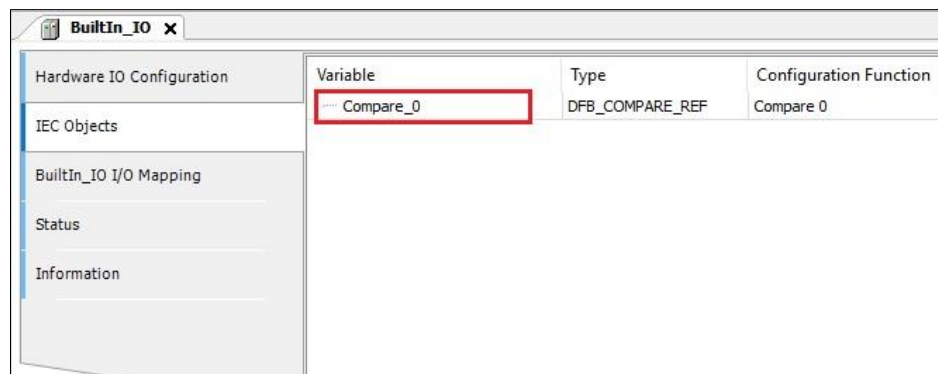 BuiltIn_IO X
Hardware IO Configuration
IEC Objects
BuiltIn_IO I/O Mapping
Status
Information
Variable Type Configuration Function
Compare_0 DFB_COMPARE_REF Compare 0